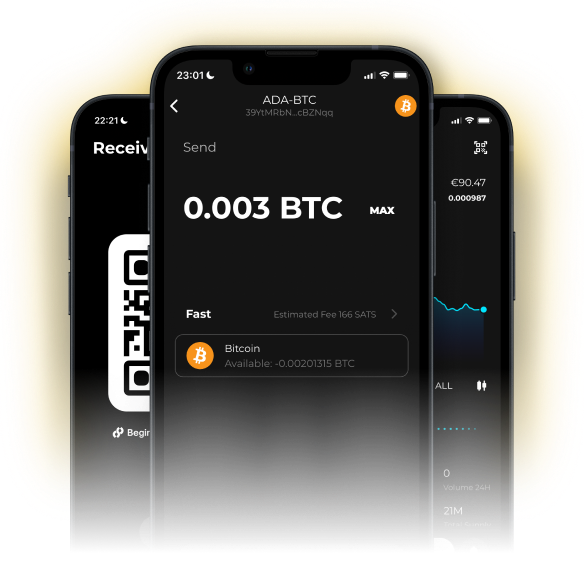 23:01
ADA-BTC
39YtMRbN...cBZNqq
Send
0.003 BTC MAX
Fast Estimated Fee 166 SATS
Bitcoin
Available: -0.00201315 BTC
22:21
Receiv
Begin
€90.47
0.000987
ALL
0
Volume 24H
21M